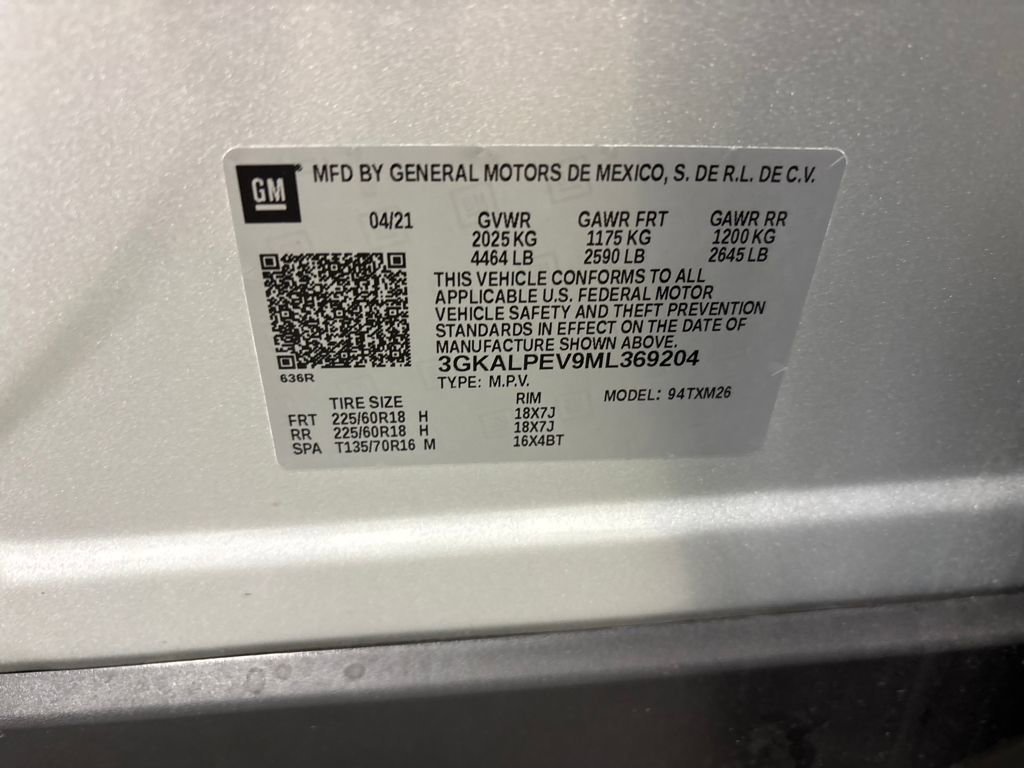 GM
MFD BY GENERAL MOTORS DE MEXICO, S. DE R.L. DE C.V.
04/21 GVWR GAWR FRT GAWR RR
2025 KG 1175 KG 1200 KG
4464 LB 2590 LB 2645 LB
THIS VEHICLE CONFORMS TO ALL
APPLICABLE U.S. FEDERAL MOTOR
VEHICLE SAFETY AND THEFT PREVENTION
STANDARDS IN EFFECT ON THE DATE OF
MANUFACTURE SHOWN ABOVE.
3GKALPEV9ML369204
636R
TYPE: M.P.V.
MODEL: 94TXM26
TIRE SIZE RIM
FRT 225/60R18 H 18X7J
RR 225/60R18 H 18X7J
SPA T135/70R16 M 16X4BT